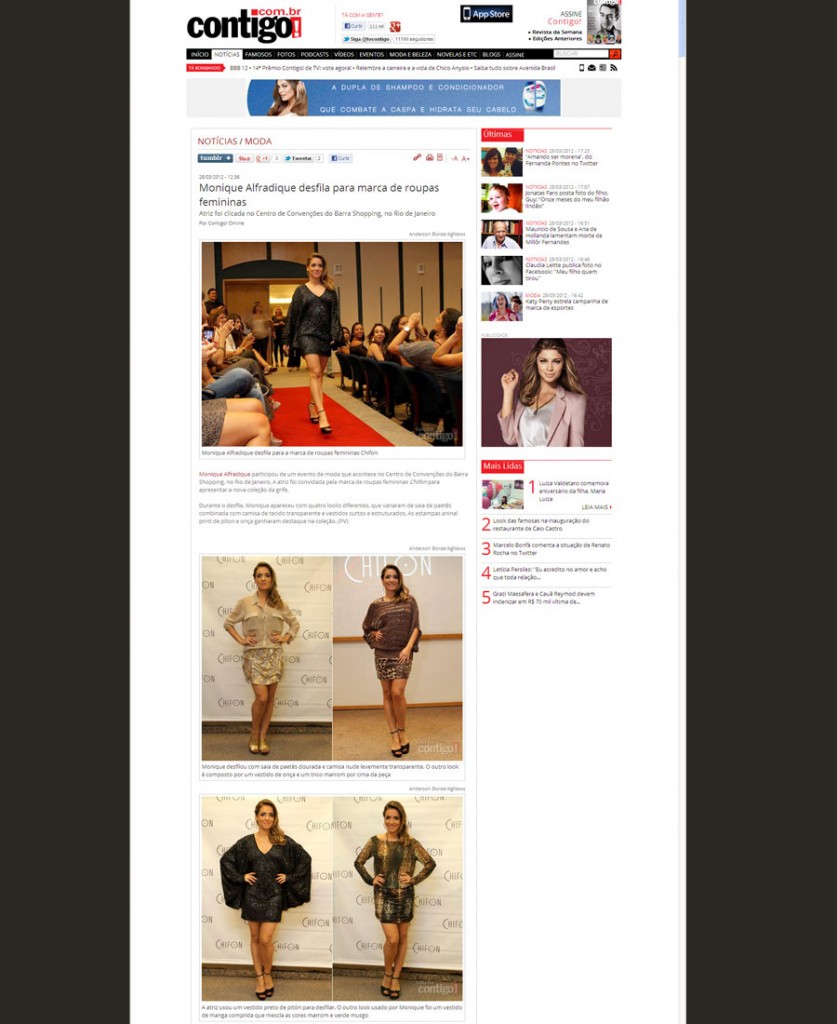 contigo!
.com.br
TÁ COM A GENTE?
Curtir
111 mil
Siga @tocontigo
App Store
ASSINE
Contigo!
• Revista da Semana
• Edições Anteriores
INÍCIO NOTÍCIAS FAMOSOS FOTOS PODCASTS VÍDEOS EVENTOS MODA E BELEZA NOVELAS E ETC BLOGS ASSINE
BUSCAR
TÁ BOMBANDO BBB 12 • 14º Prêmio Contigo! de TV: vote agora! • Relembre a carreira e a vida de Chico Anysio • Saiba tudo sobre Avenida Brasil
A DUPLA DE SHAMPOO E CONDICIONADOR
QUE COMBATE A CASPA E HIDRATA SEU CABELO
NOTÍCIAS / MODA
tumblr + Tweetar 2 Curtir -A A+
28/03/2012 - 12:36
Monique Alfradique desfila para marca de roupas
femininas
Atriz foi clicada no Centro de Convenções do Barra Shopping, no Rio de Janeiro
Por Contigo! Online
Anderson Borde/AgNews
contigo!
Monique Alfradique desfila para a marca de roupas femininas Chifon
Monique Alfradique participou de um evento de moda que acontece no Centro de Convenções do Barra
Shopping, no Rio de Janeiro. A atriz foi convidada pela marca de roupas femininas Chifon para
apresentar a nova coleção da grife.
Durante o desfile, Monique apareceu com quatro looks diferentes, que variaram de saia de paetês
combinada com camisa de tecido transparente e vestidos curtos e estruturados. As estampas animal
print de píton e onça ganharam destaque na coleção. (PV)
Anderson Borde/AgNews
CHIFON
contigo!
Monique desfilou com saia de paetês dourada e camisa nude levemente transparente. O outro look
é composto por um vestido de onça e um tricô marrom por cima da peça
Anderson Borde/AgNews
CHIFON
contigo!
A atriz usou um vestido preto de pitón para desfilar. O outro look usado por Monique foi um vestido
de manga comprida que mescla as cores marrom e verde musgo
Últimas
NOTÍCIAS 28/03/2012 - 17:23
"Amando ser morena", diz
Fernanda Pontes no Twitter
NOTÍCIAS 28/03/2012 - 17:07
Jonatas Faro posta foto do filho,
Guy: "Onze meses do meu filhão
lindão"
NOTÍCIAS 28/03/2012 - 16:51
Mauricio de Sousa e Ana de
Hollanda lamentam morte de
Millôr Fernandes
NOTÍCIAS 28/03/2012 - 16:46
Claudia Leitte publica foto no
Facebook: "Meu filho quem
tirou"
MODA 28/03/2012 - 16:42
Katy Perry estrela campanha de
marca de esportes
PUBLICIDADE
Mais Lidas
1 Luiza Valdetaro comemora
aniversário da filha, Maria
Luiza
LEIA MAIS
2 Look das famosas na inauguração do
restaurante de Caio Castro
3 Marcelo Bonfá comenta a situação de Renato
Rocha no Twitter
4 Letícia Persiles: "Eu acredito no amor e acho
que toda relação...
5 Grazi Massafera e Cauã Reymod devem
indenizar em R$ 70 mil vítima de...